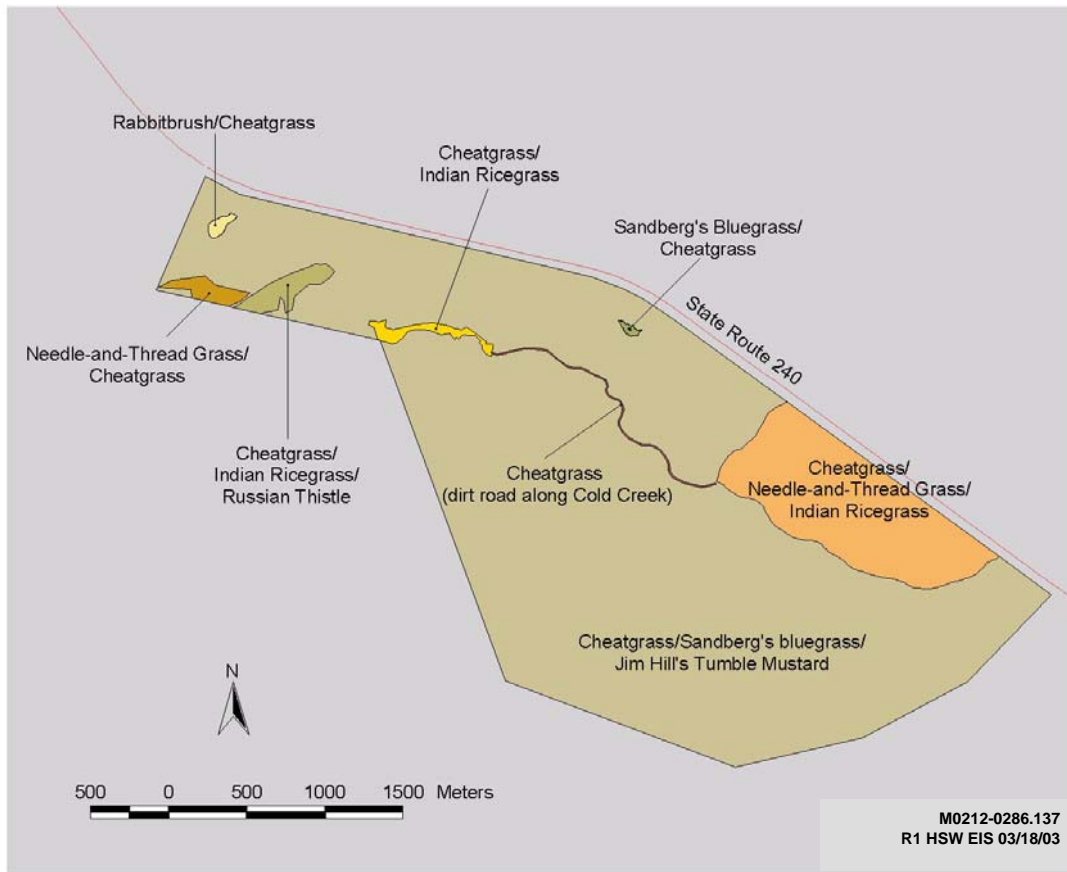 Rabbitbrush/Cheatgrass
Cheatgrass/
Indian Ricegrass
Sandberg's Bluegrass/
Cheatgrass
State Route 240
Needle-and-Thread Grass/
Cheatgrass
Cheatgrass/
Indian Ricegrass/
Russian Thistle
Cheatgrass
(dirt road along Cold Creek)
Cheatgrass/
Needle-and-Thread Grass/
Indian Ricegrass
Cheatgrass/Sandberg's bluegrass/
Jim Hill's Tumble Mustard
N
500 0 500 1000 1500 Meters
M0212-0286.137
R1 HSW EIS 03/18/03